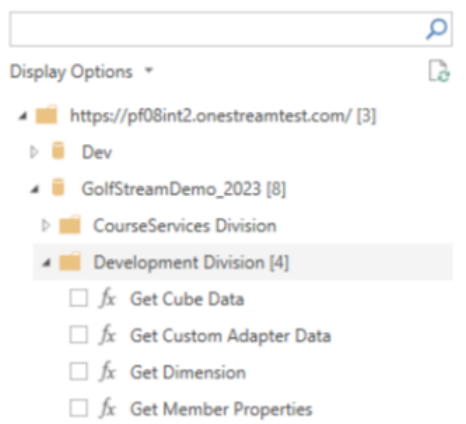 Display Options
https://pf08int2.onestreamtest.com/ [3]
Dev
GolfStreamDemo_2023 [8]
CourseServices Division
Development Division [4]
fx Get Cube Data
fx Get Custom Adapter Data
fx Get Dimension
fx Get Member Properties